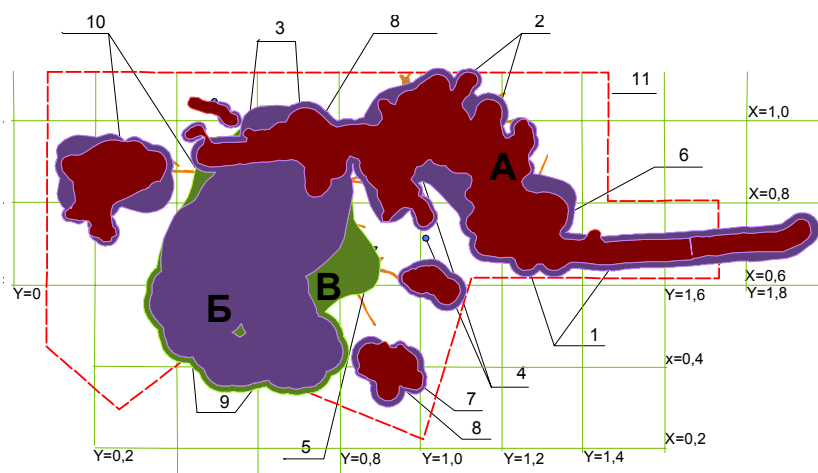 10
3
8
2
11
X=1,0
А
6
X=0,8
В
Б
X=0,6
Y=0
Y=1,6
Y=1,8
1
x=0,4
4
9
7
8
5
X=0,2
Y=0,2
Y=0,8
Y=1,0
Y=1,2
Y=1,4